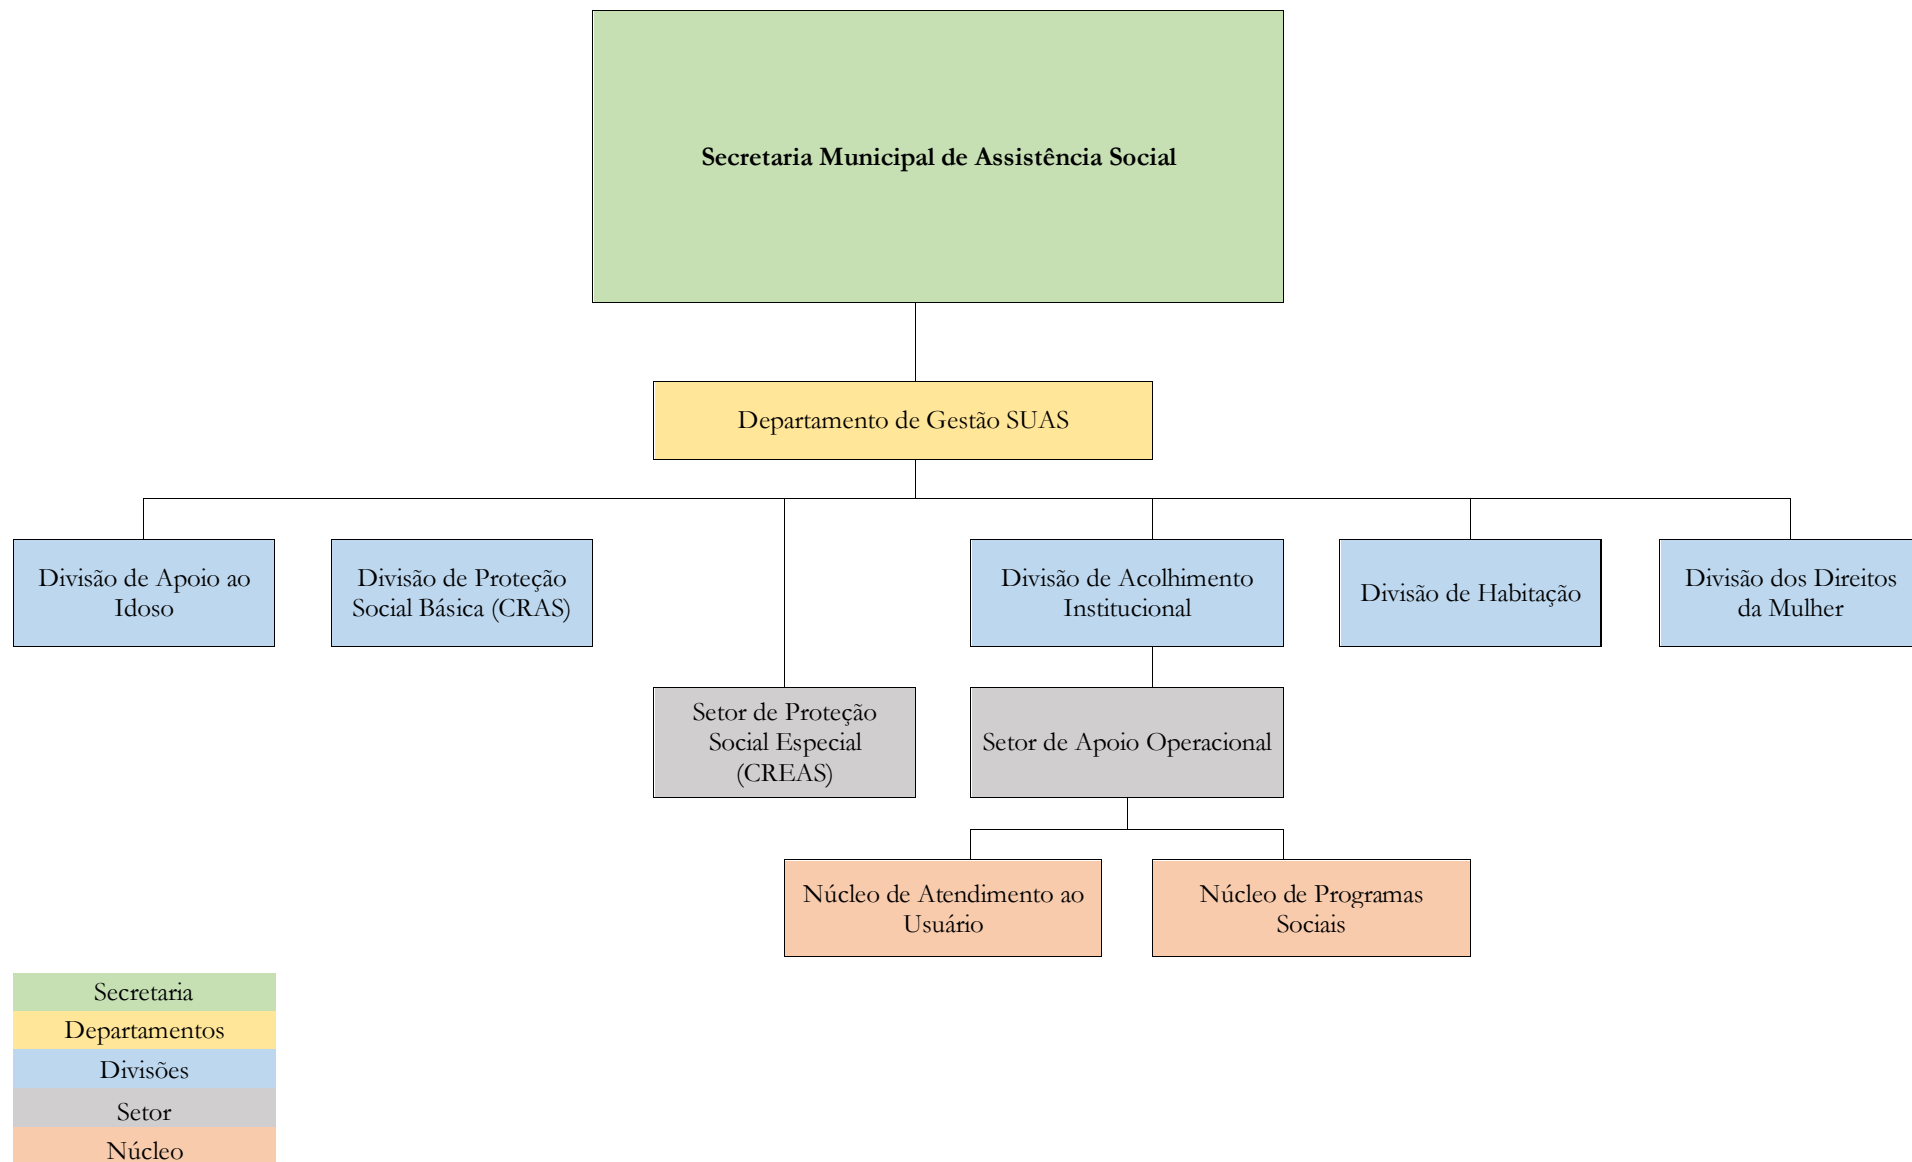 Secretaria Municipal de Assistência Social
Departamento de Gestão SUAS
Divisão de Apoio ao
Idoso
Divisão de Proteção
Social Básica (CRAS)
Divisão de Acolhimento
Institucional
Divisão de Habitação
Divisão dos Direitos
da Mulher
Setor de Proteção
Social Especial
(CREAS)
Setor de Apoio Operacional
Núcleo de Atendimento ao
Usuário
Núcleo de Programas
Sociais
Secretaria
Departamentos
Divisões
Setor
Núcleo